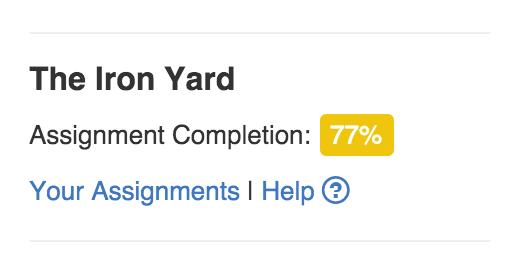 The Iron Yard
Assignment Completion: 77%
Your Assignments | Help ?